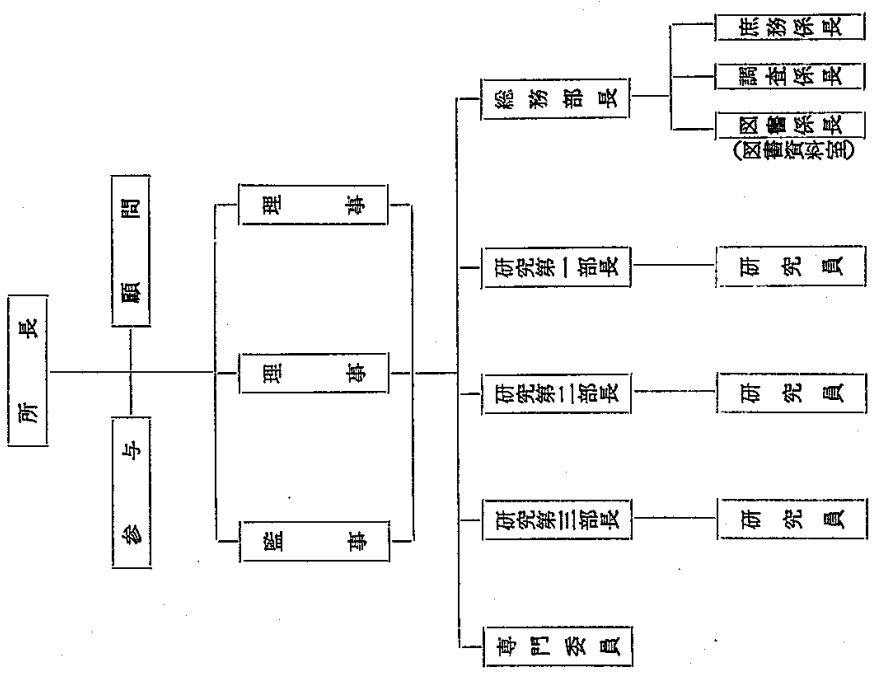 所長
顧問
参与
理事
理事
監事
総務部長
庶務係長
調査係長
図書係長
(図書資料室)
研究第一部長
研究員
研究第二部長
研究員
研究第三部長
研究員
専門委員